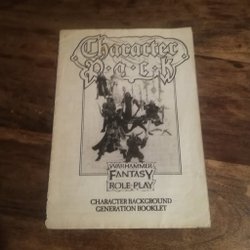 Character
P·a·c·k
WARHAMMER
FANTASY
ROLE-PLAY
CHARACTER BACKGROUND
GENERATION BOOKLET